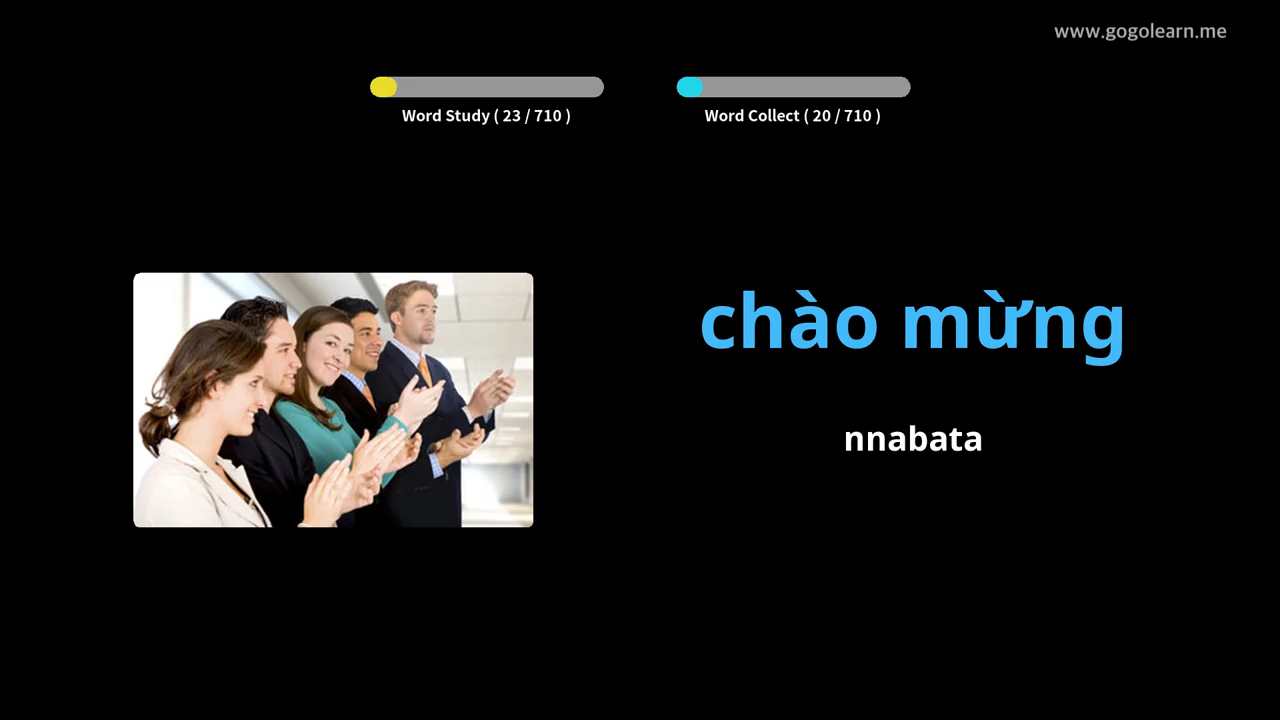 www.gogolearn.me
Word Study ( 23 / 710 )
Word Collect ( 20 / 710 )
chào mừng
nnabata